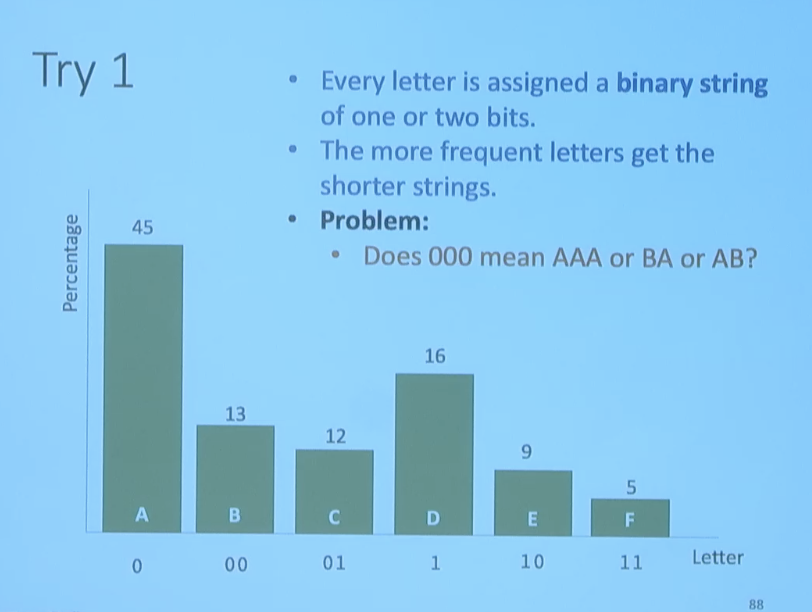 Try 1
• Every letter is assigned a binary string
of one or two bits.
• The more frequent letters get the
shorter strings.
• Problem:
• Does 000 mean AAA or BA or AB?
Percentage
45
13
12
16
9
5
A B C D E F
0 00 01 1 10 11 Letter
88